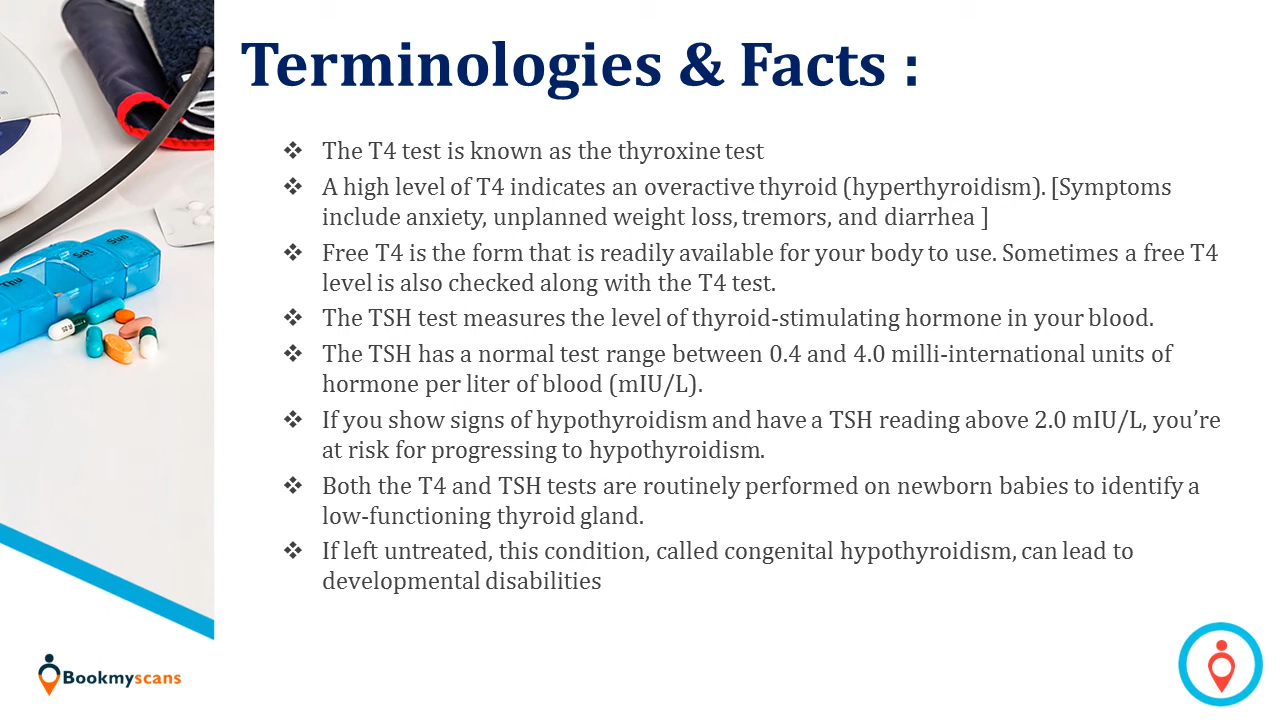 Terminologies & Facts :
❖ The T4 test is known as the thyroxine test
❖ A high level of T4 indicates an overactive thyroid (hyperthyroidism). [Symptoms
include anxiety, unplanned weight loss, tremors, and diarrhea ]
❖ Free T4 is the form that is readily available for your body to use. Sometimes a free T4
level is also checked along with the T4 test.
❖ The TSH test measures the level of thyroid-stimulating hormone in your blood.
❖ The TSH has a normal test range between 0.4 and 4.0 milli-international units of
hormone per liter of blood (mIU/L).
❖ If you show signs of hypothyroidism and have a TSH reading above 2.0 mIU/L, you’re
at risk for progressing to hypothyroidism.
❖ Both the T4 and TSH tests are routinely performed on newborn babies to identify a
low-functioning thyroid gland.
❖ If left untreated, this condition, called congenital hypothyroidism, can lead to
developmental disabilities
Thu
Sat
Sun
Bookmyscans